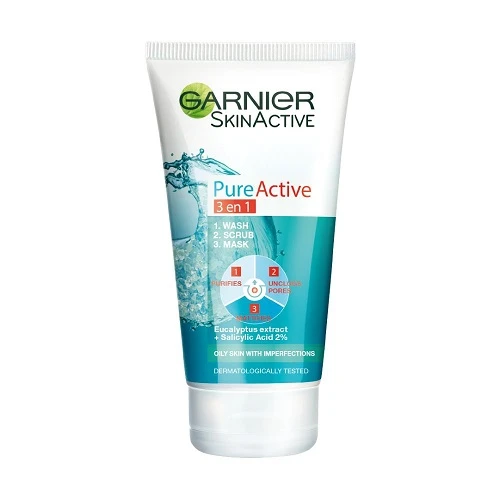 GARNIER
SKINACTIVE
PureActive
3 en 1
1. WASH
2. SCRUB
3. MASK
1
2
PURIFIES
UNCLOGS
PORES
3
Eucalyptus extract
+ Salicylic Acid 2%
OILY SKIN WITH IMPERFECTIONS
DERMATOLOGICALLY TESTED